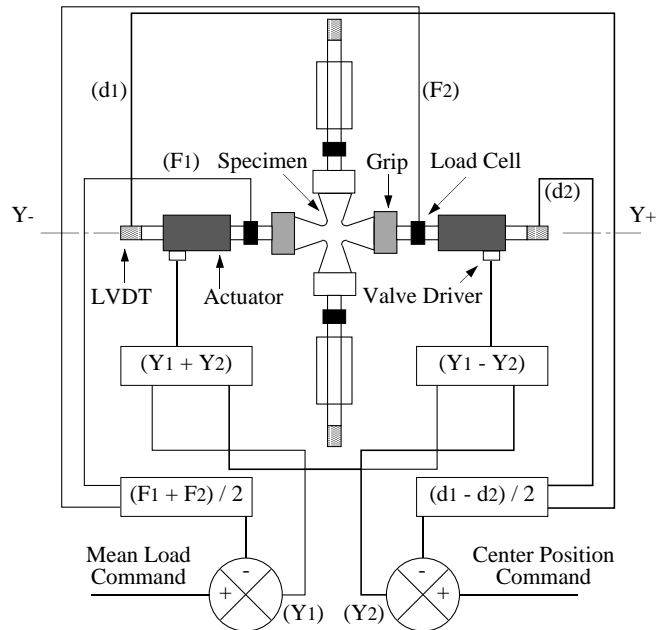 (d1)
(F2)
(F1)
Specimen
Grip
Load Cell
(d2)
Y-
Y+
LVDT
Actuator
Valve Driver
(Y1 + Y2)
(Y1 - Y2)
(F1 + F2) / 2
(d1 - d2) / 2
Mean Load
Command
-
+
-
+
Center Position
Command
(Y1)
(Y2)